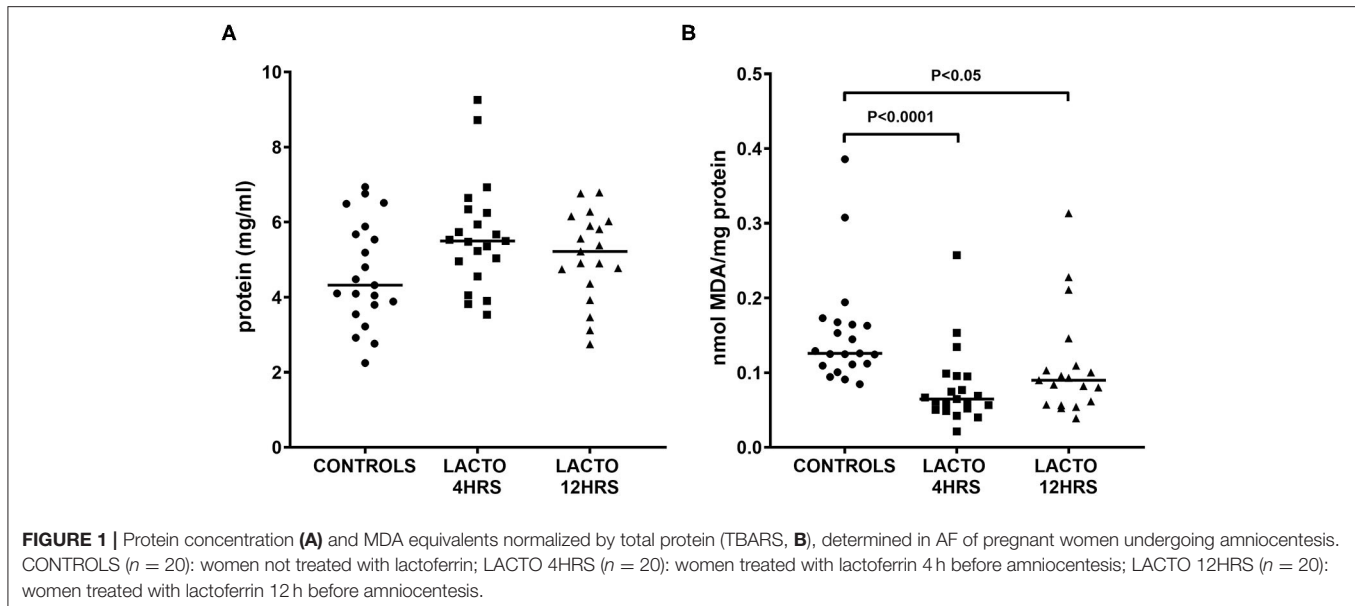 A
B
protein (mg/ml)
10
8
6
4
2
0
CONTROLS
LACTO
4HRS
LACTO
12HRS
nmol MDA/mg protein
0.5
0.4
0.3
0.2
0.1
0.0
P<0.05
P<0.0001
CONTROLS
LACTO
4HRS
LACTO
12HRS
FIGURE 1 | Protein concentration (A) and MDA equivalents normalized by total protein (TBARS, B), determined in AF of pregnant women undergoing amniocentesis.
CONTROLS (n = 20): women not treated with lactoferrin; LACTO 4HRS (n = 20): women treated with lactoferrin 4 h before amniocentesis; LACTO 12HRS (n = 20):
women treated with lactoferrin 12 h before amniocentesis.